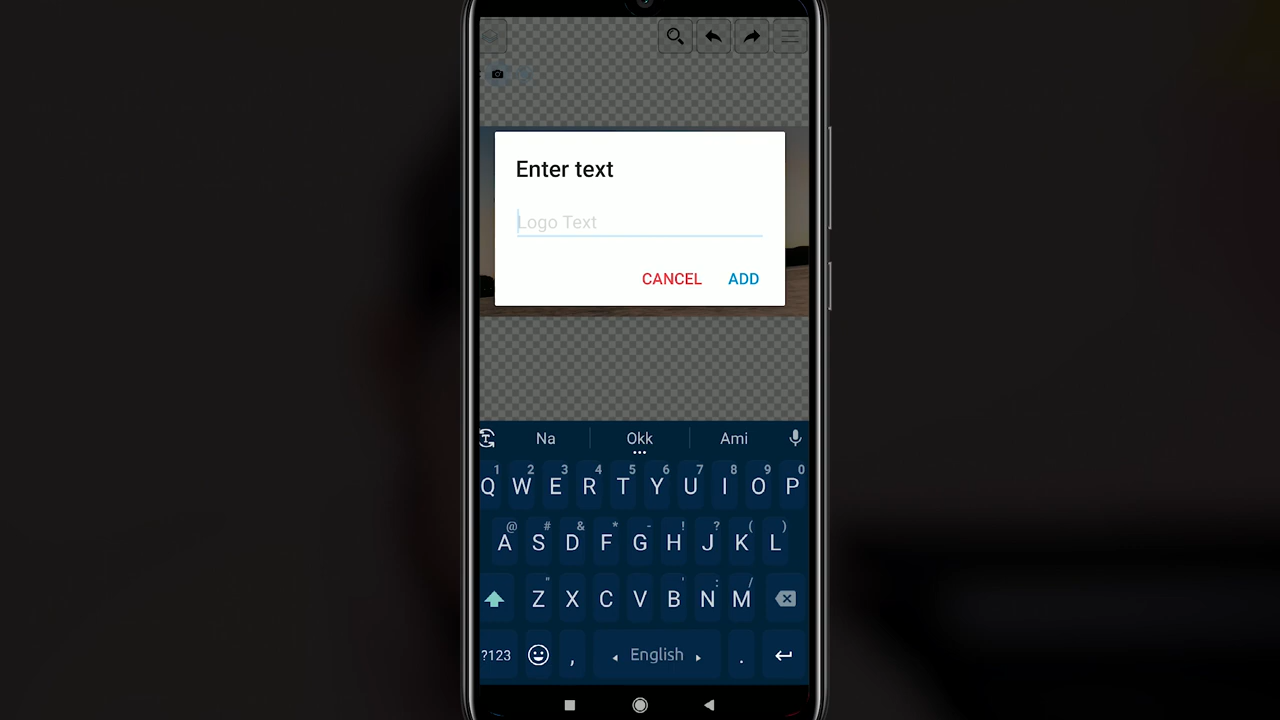 Enter text
Logo Text
CANCEL ADD
Na Okk Ami
1 2 3 4 5 6 7 8 9 0
Q W E R T Y U I O P
@ # & * - ! ? ( )
A S D F G H J K L
" ' : /
Z X C V B N M
?123 , English .